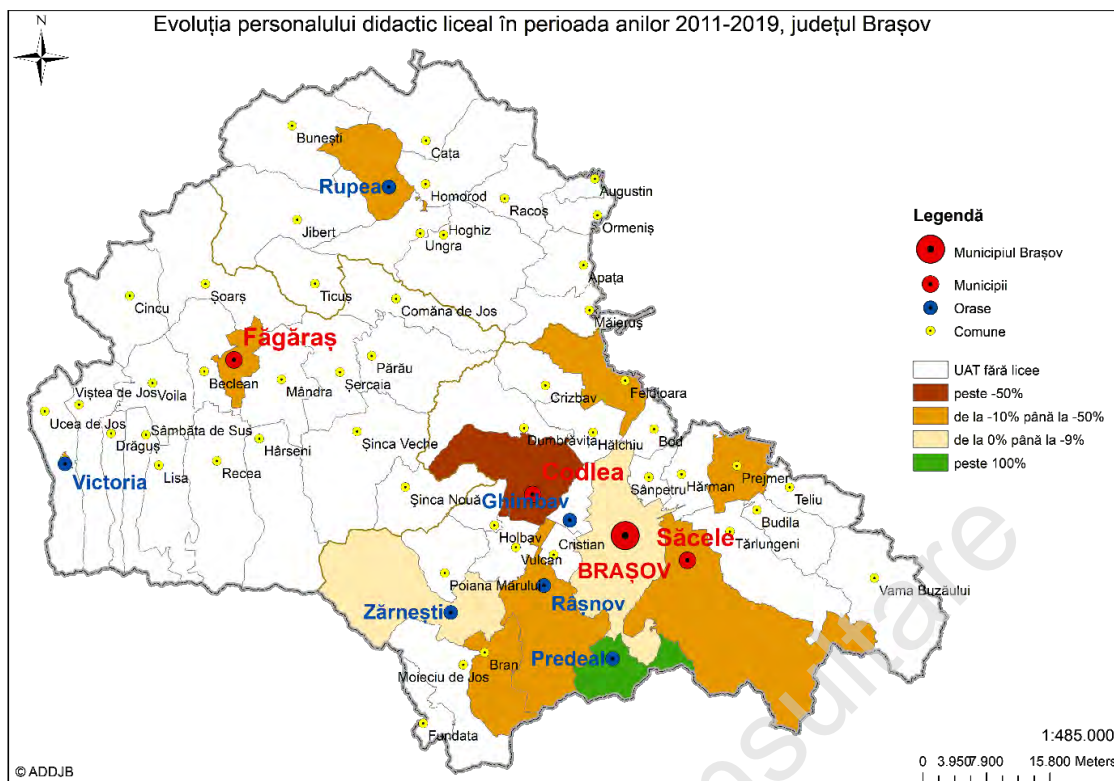 Evoluția personalului didactic liceal în perioada anilor 2011-2019, județul Brașov
N
Bunești
Cața
Rupea
Homorod
Augustin
Racoș
Ormeniș
Jibert
Hoghiz
Ungra
Apața
Șoarș
Ticuș
Cincu
Comăna de Jos
Măieruș
Făgăraș
Părău
Beclean
Mândra
Șercaia
Feldioara
Crizbav
Viștea de Jos
Voila
Ucea de Jos
Sâmbăta de Sus
Drăguș
Hârseni
Șinca Veche
Dumbrăvița
Hălchiu
Bod
Victoria
Lisa
Recea
Codlea
Prejmer
Sânpetru
Hărman
Teliu
Șinca Nouă
Ghimbav
Budila
Holbav
Cristian
Săcele
Tărlungeni
Vulcan
BRAȘOV
Poiana Mărului
Vama Buzăului
Zărnești
Râșnov
Bran
Predeal
Moieciu de Jos
Fundata
Legendă
Municipiul Brașov
Municipii
Orase
Comune
UAT fără licee
peste -50%
de la -10% până la -50%
de la 0% până la -9%
peste 100%
1:485.000
0 3.950 7.900 15.800 Meters
© ADDJB